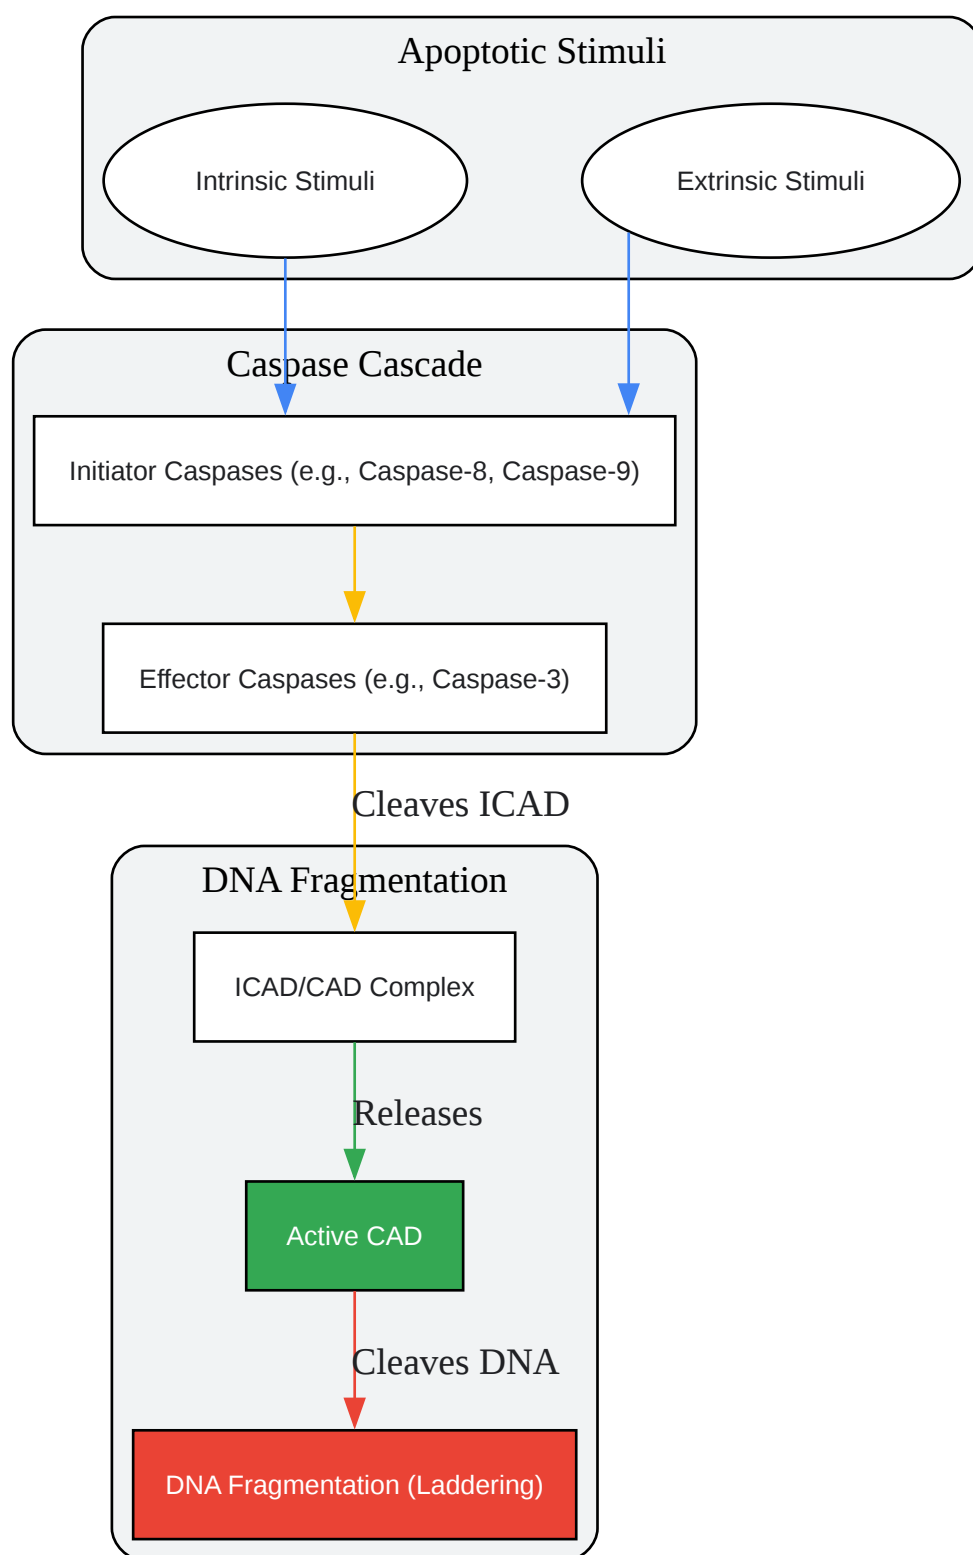 Apoptotic Stimuli
Intrinsic Stimuli
Extrinsic Stimuli
Caspase Cascade
Initiator Caspases (e.g., Caspase-8, Caspase-9)
Effector Caspases (e.g., Caspase-3)
Cleaves ICAD
DNA Fragmentation
ICAD/CAD Complex
Releases
Active CAD
Cleaves DNA
DNA Fragmentation (Laddering)